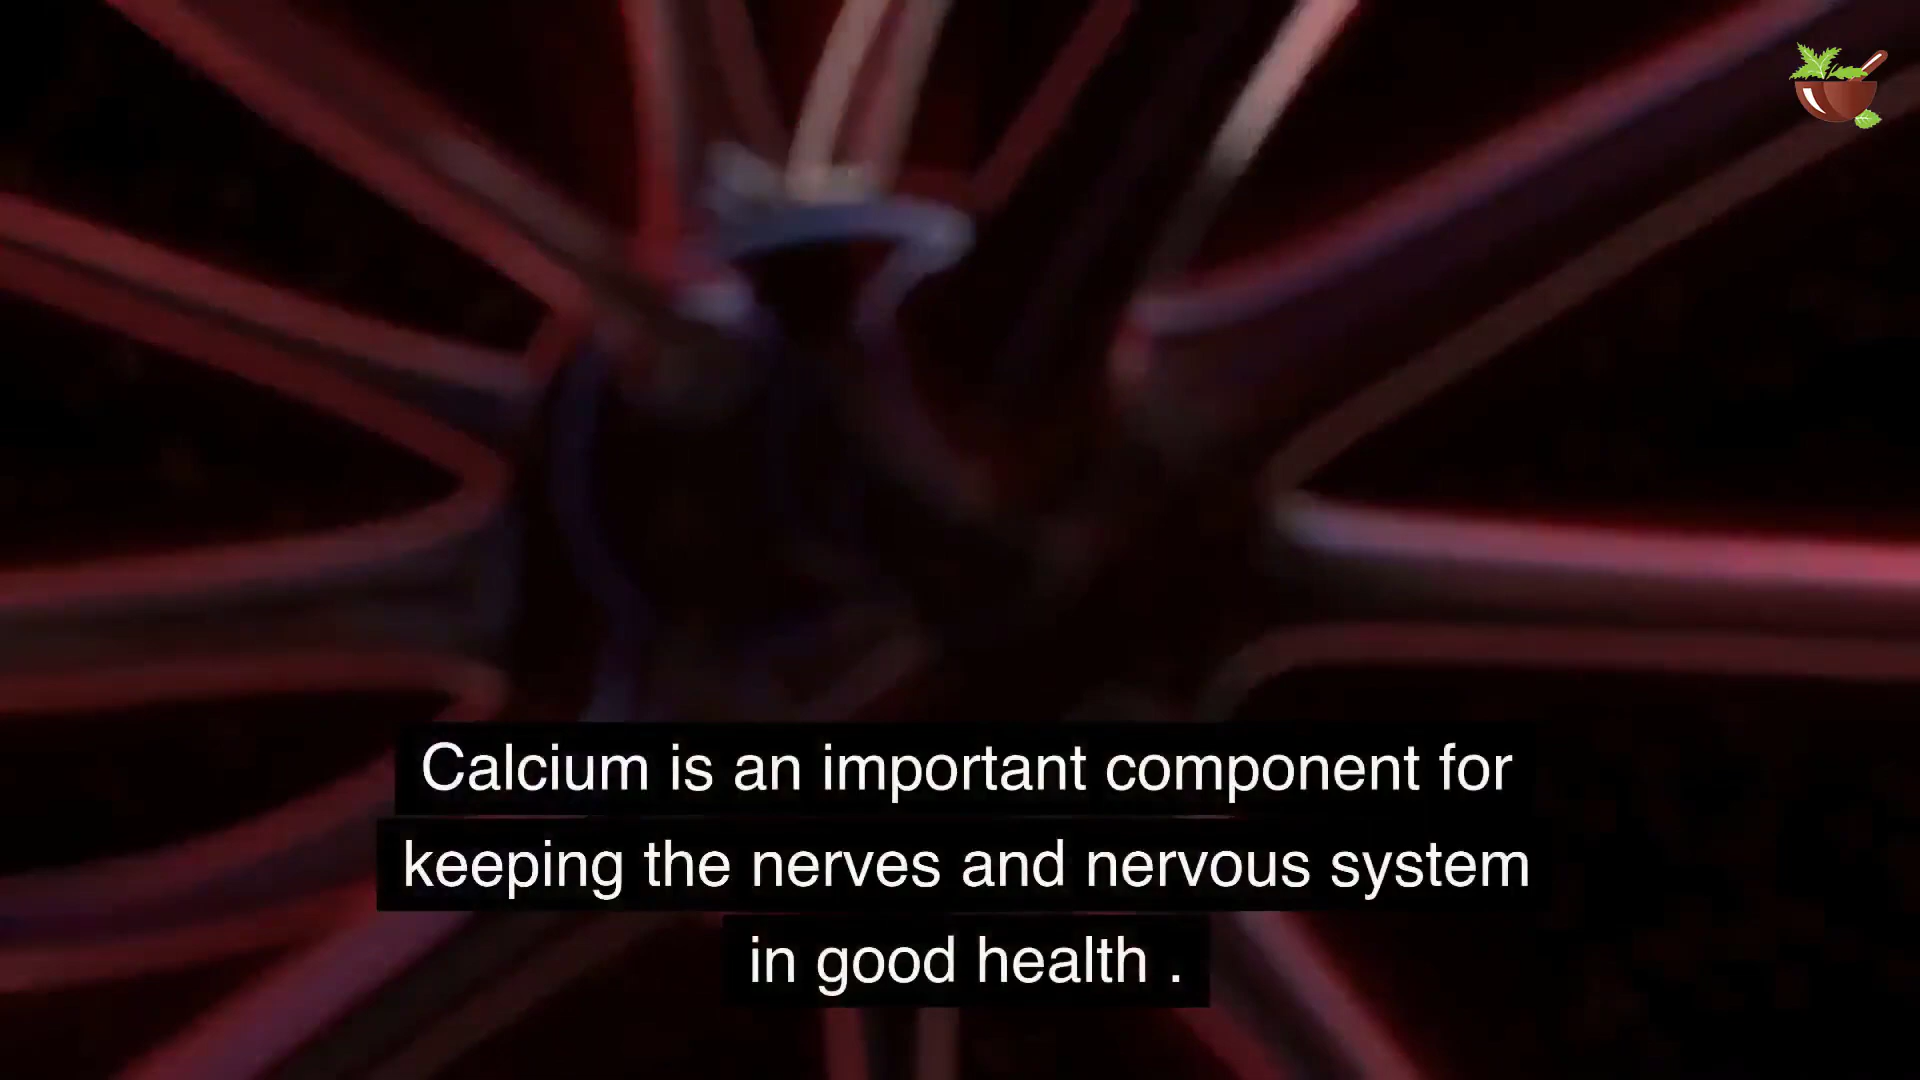 Calcium is an important component for
keeping the nerves and nervous system
in good health .